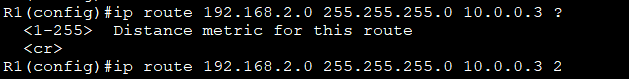 R1(config)#ip route 192.168.2.0 255.255.255.0 10.0.0.3 ?
<1-255>  Distance metric for this route
<cr>
R1(config)#ip route 192.168.2.0 255.255.255.0 10.0.0.3 2